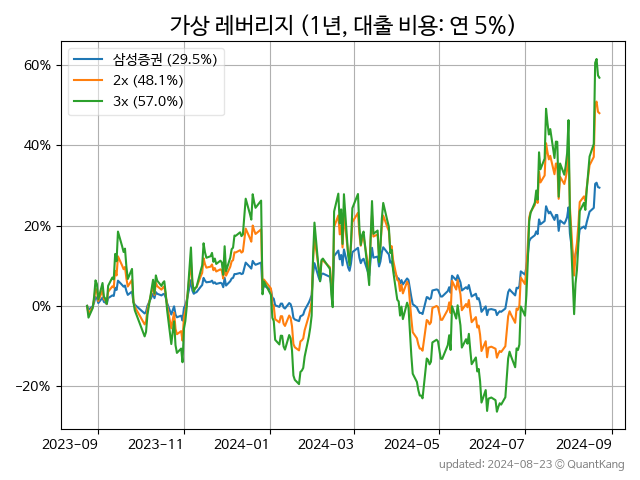 가상 레버리지 (1년, 대출 비용: 연 5%)
삼성증권 (29.5%)
2x (48.1%)
3x (57.0%)
60%
40%
20%
0%
−20%
2023-09 2023-11 2024-01 2024-03 2024-05 2024-07 2024-09
updated: 2024-08-23 ⓒ QuantKang